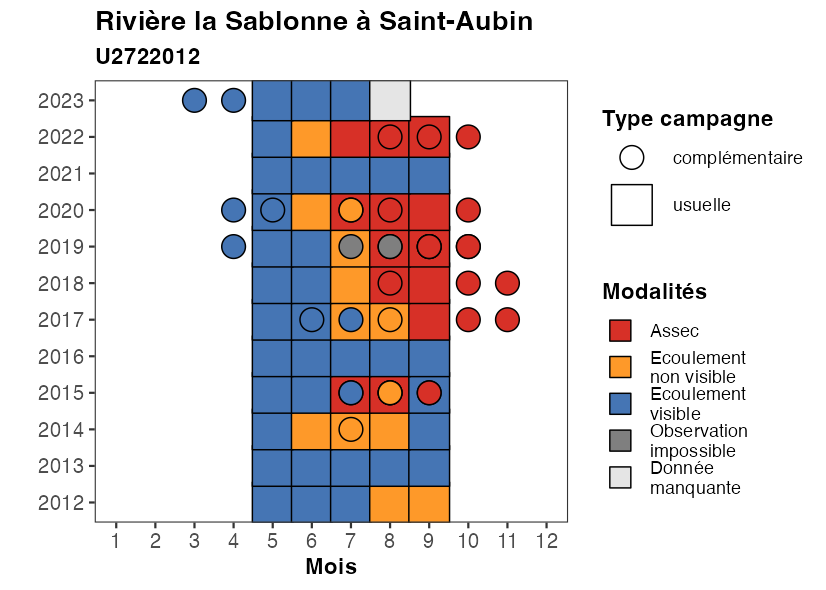 Rivière la Sablonne à Saint-Aubin
U2722012
2023
2022
2021
2020
2019
2018
2017
2016
2015
2014
2013
2012
1 2 3 4 5 6 7 8 9 10 11 12
Mois
Type campagne
complémentaire
usuelle
Modalités
Assec
Ecoulement
non visible
Ecoulement
visible
Observation
impossible
Donnée
manquante